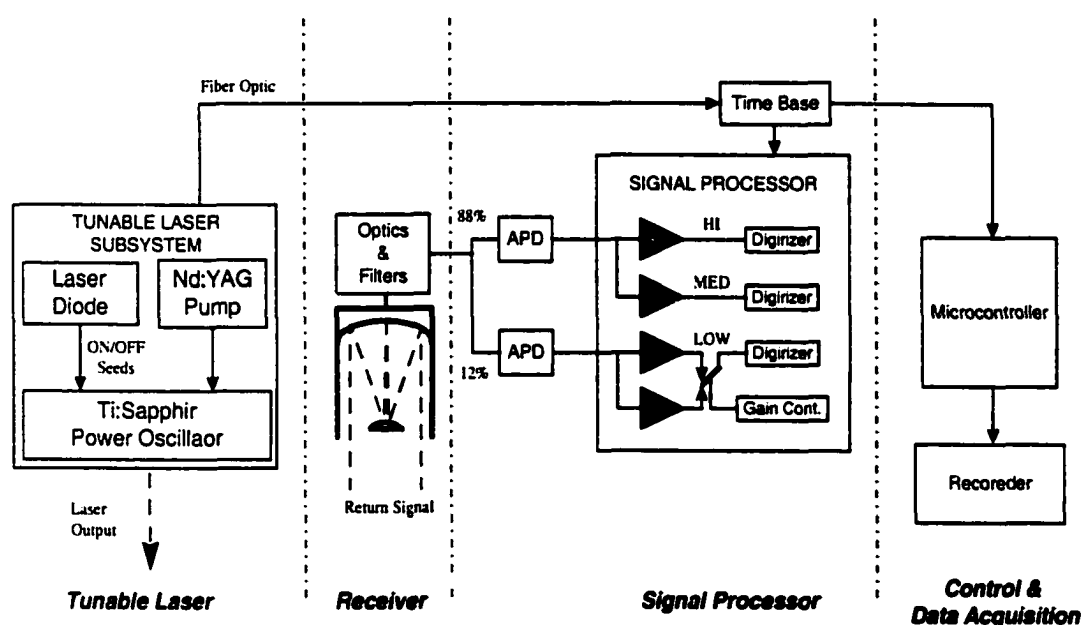 Fiber Optic
Time Base
TUNABLE LASER
SUBSYSTEM
Laser
Diode
Nd:YAG
Pump
ON/OFF
Seeds
Ti:Sapphir
Power Oscillaor
Laser
Output
Optics
&
Filters
Return Signal
88%
12%
APD
APD
SIGNAL PROCESSOR
HI
Digirizer
MED
Digirizer
LOW
Digirizer
Gain Cont.
Microcontroller
Recoreder
Tunable Laser
Receiver
Signal Processor
Control &
Data Acquisition